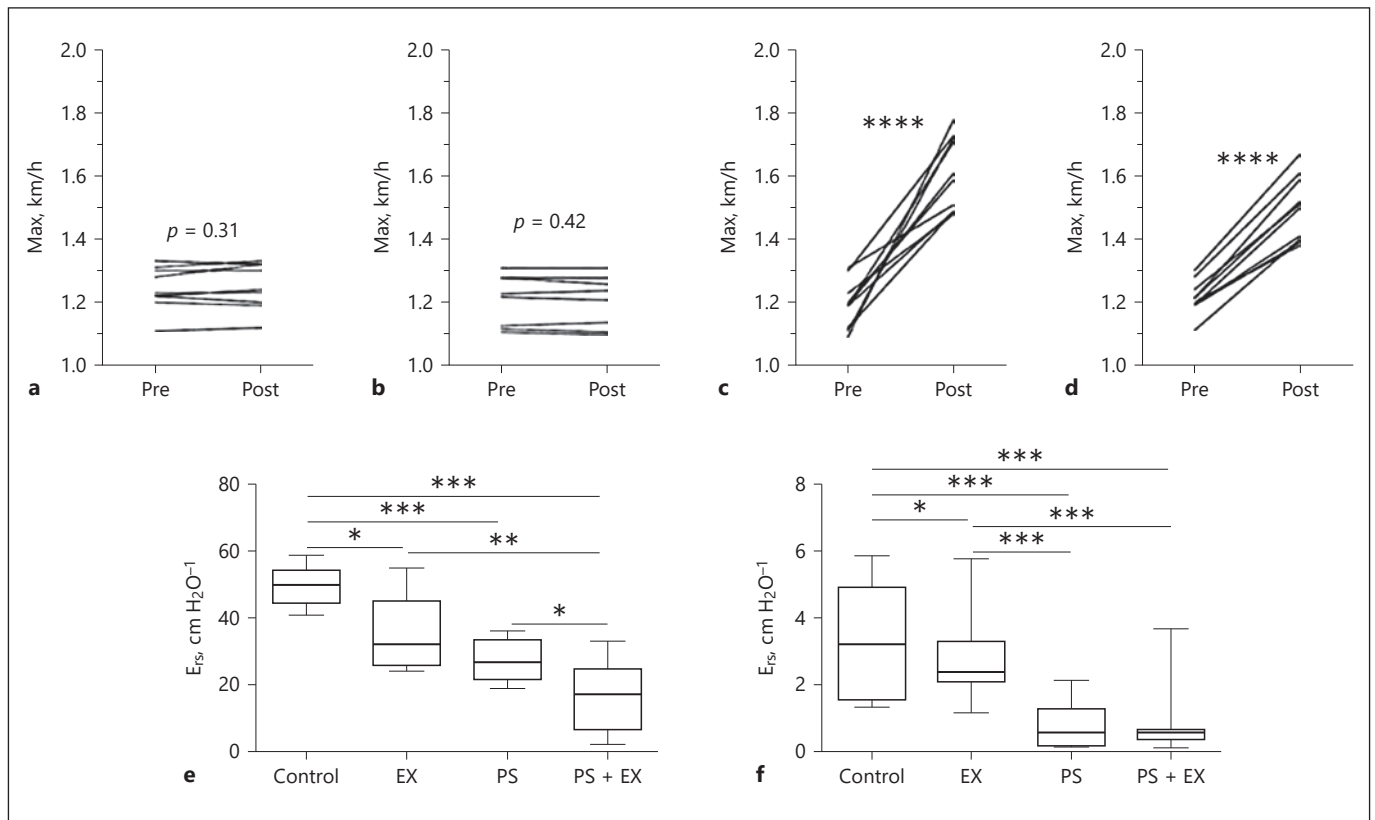 2.0
1.8
1.6
1.4
1.2
1.0
Max, km/h
p = 0.31
Pre Post
a
2.0
1.8
1.6
1.4
1.2
1.0
Max, km/h
p = 0.42
Pre Post
b
2.0
1.8
1.6
1.4
1.2
1.0
Max, km/h
****
Pre Post
c
2.0
1.8
1.6
1.4
1.2
1.0
Max, km/h
****
Pre Post
d
80
60
40
20
0
E_rs, cm H₂O⁻¹
***
***
*
**
*
Control EX PS PS + EX
e
8
6
4
2
0
E_rs, cm H₂O⁻¹
***
***
*
***
***
Control EX PS PS + EX
f